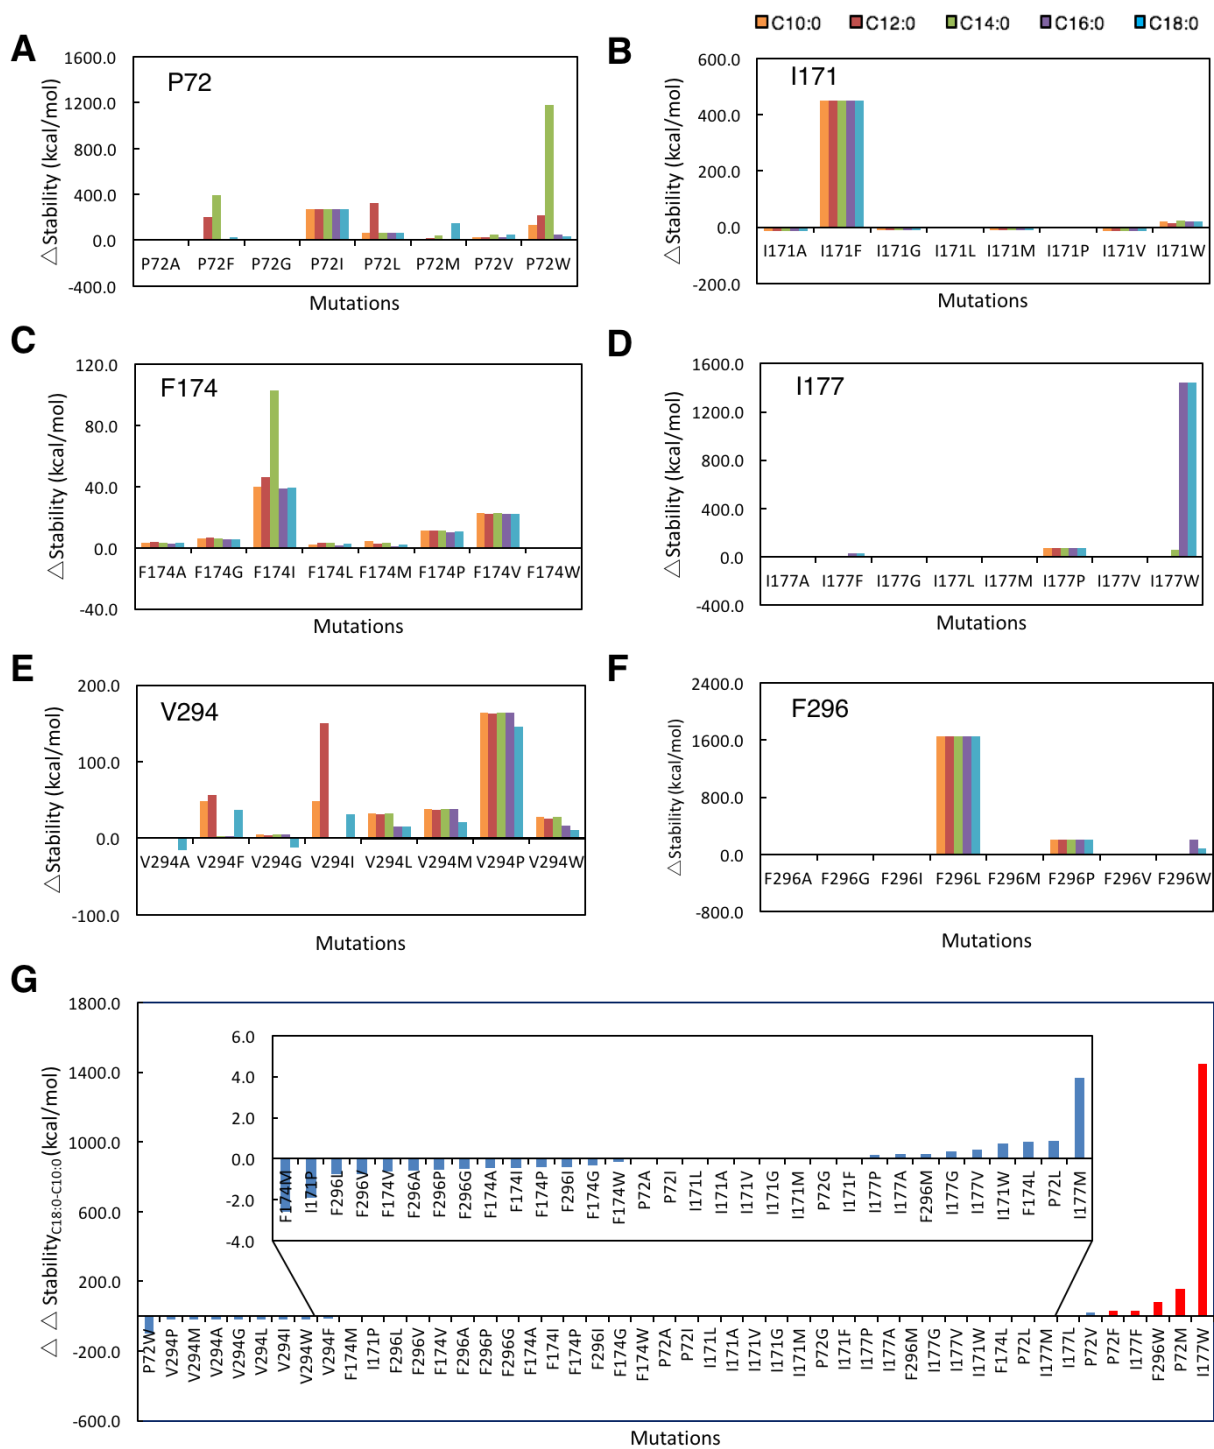 C10:0 C12:0 C14:0 C16:0 C18:0
A
P72
△Stability (kcal/mol)
1600.0
1200.0
800.0
400.0
0.0
-400.0
P72A P72F P72G P72I P72L P72M P72V P72W
Mutations
B
I171
△Stability (kcal/mol)
600.0
400.0
200.0
0.0
-200.0
I171A I171F I171G I171L I171M I171P I171V I171W
Mutations
C
F174
△Stability (kcal/mol)
120.0
80.0
40.0
0.0
-40.0
F174A F174G F174I F174L F174M F174P F174V F174W
Mutations
D
I177
△Stability (kcal/mol)
1600.0
1200.0
800.0
400.0
0.0
-400.0
I177A I177F I177G I177L I177M I177P I177V I177W
Mutations
E
V294
△Stability (kcal/mol)
200.0
100.0
0.0
-100.0
V294A V294F V294G V294I V294L V294M V294P V294W
Mutations
F
F296
△Stability (kcal/mol)
2400.0
1600.0
800.0
0.0
-800.0
F296A F296G F296I F296L F296M F296P F296V F296W
Mutations
G
△ △ Stability C18:0-C10:0 (kcal/mol)
1800.0
1400.0
1000.0
600.0
200.0
-200.0
-600.0
6.0
4.0
2.0
0.0
-2.0
-4.0
F174M I171P F296L F296V F174V F296A F296P F296G F174A F174I F174P F296I F174G F174W P72A P72I I171L I171A I171V I171G I171M P72G I171F I177P I177A F296M I177G I177V I171W F174L P72L I177M
P72W V294P V294M V294A V294G V294L V294I V294W V294F F174M I171P F296L F296V F174V F296A F296P F296G F174A F174I F174P F296I F174G F174W P72A P72I I171L I171A I171V I171G I171M P72G I171F I177P I177A F296M I177G I177V I171W F174L P72L I177M I177L P72V P72F I177F F296W P72M I177W
Mutations